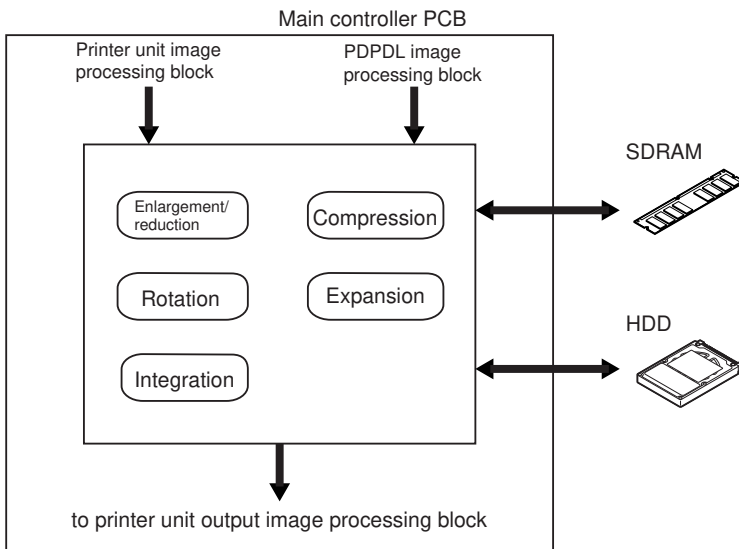 Main controller PCB
Printer unit image
processing block
PDPDL image
processing block
SDRAM
Enlargement/
reduction
Compression
Rotation
Expansion
HDD
Integration
to printer unit output image processing block